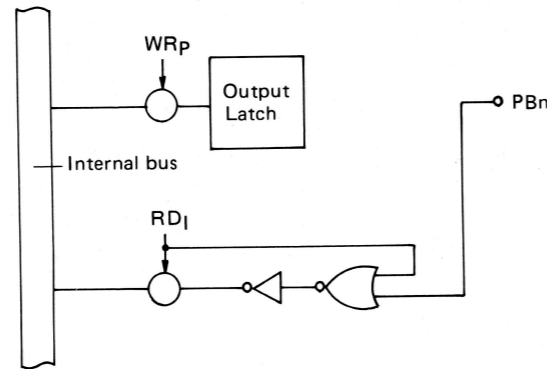 WRP
Output
Latch
PBn
Internal bus
RDI